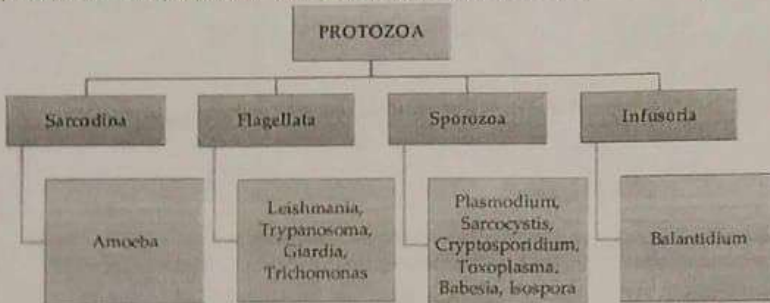 PROTOZOA
Sarcodina
Flagellata
Sporozoa
Infusoria
Amoeba
Leishmania,
Trypanosoma,
Giardia,
Trichomonas
Plasmodium,
Sarcocystis,
Cryptosporidium,
Toxoplasma,
Babesia, Isospora
Balantidium